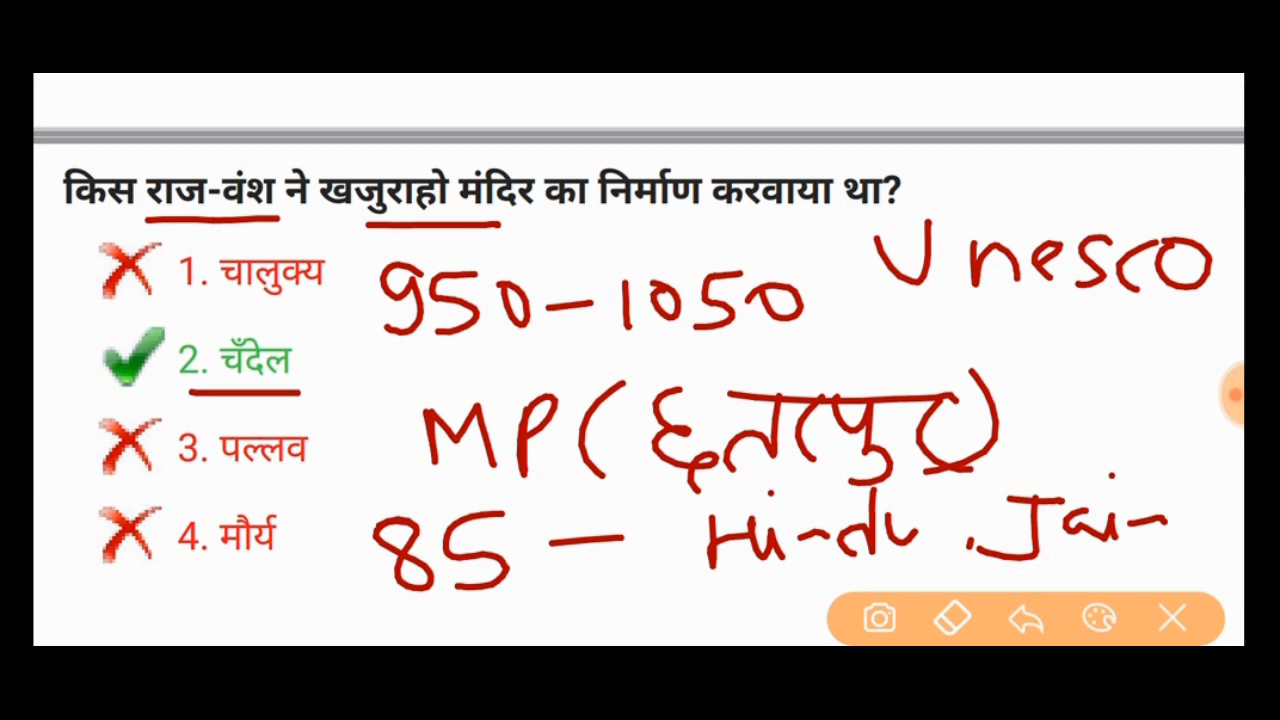 किस राज-वंश ने खजुराहो मंदिर का निर्माण करवाया था?
Unesco
1. चालुक्य
950-1050
2. चँदेल
MP(छतरपुर)
3. पल्लव
4. मौर्य
85 - Hindu. Jain